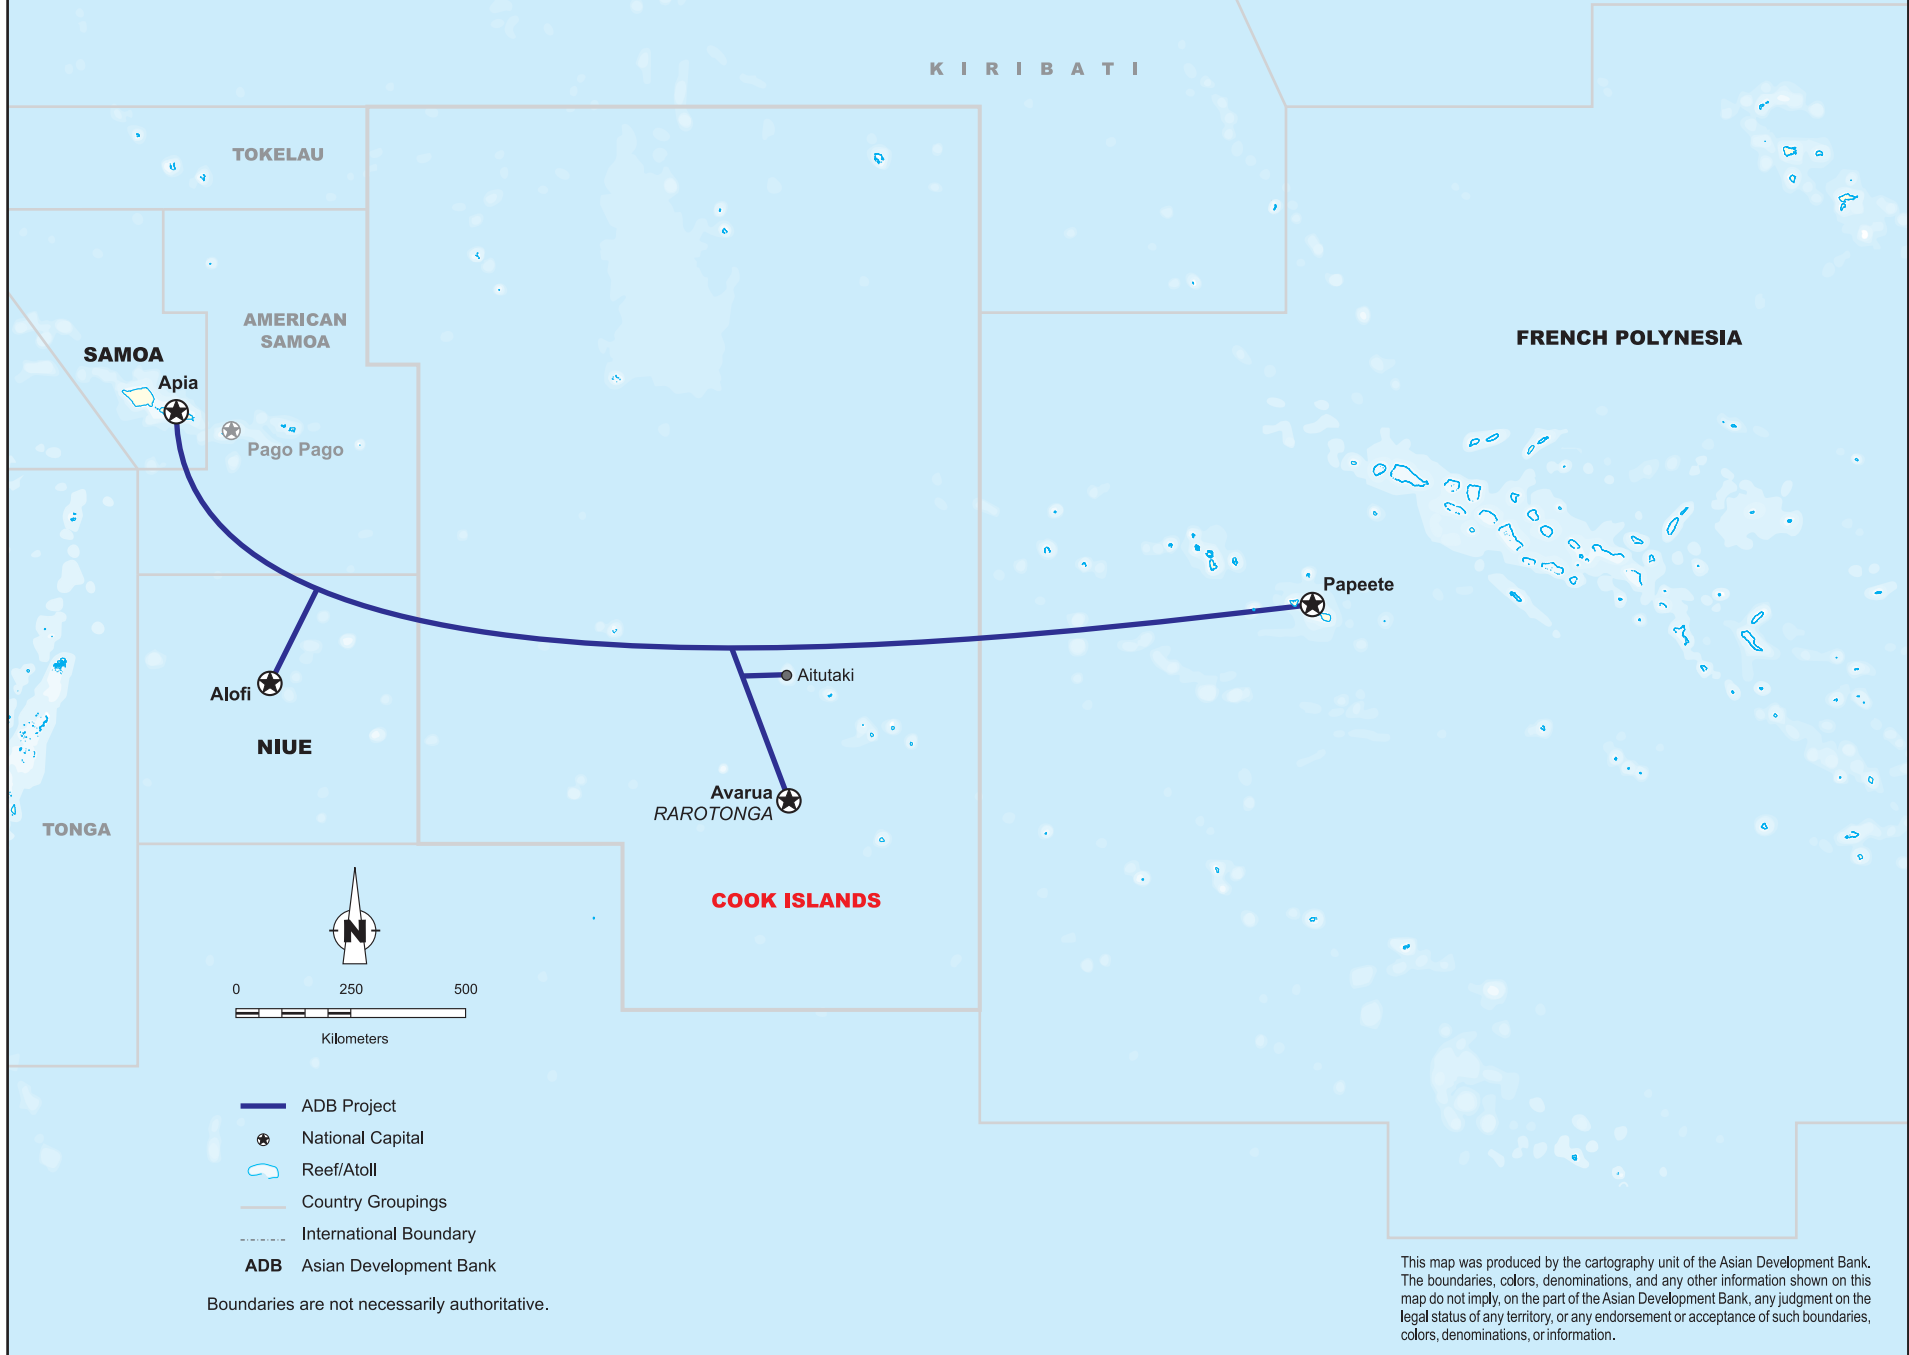 KIRIBATI
TOKELAU
AMERICAN
SAMOA
FRENCH POLYNESIA
SAMOA
Apia
Pago Pago
Papeete
Aitutaki
Alofi
NIUE
Avarua
RAROTONGA
TONGA
COOK ISLANDS
N
0 250 500
Kilometers
ADB Project
National Capital
Reef/Atoll
Country Groupings
International Boundary
ADB Asian Development Bank
Boundaries are not necessarily authoritative.
This map was produced by the cartography unit of the Asian Development Bank.
The boundaries, colors, denominations, and any other information shown on this
map do not imply, on the part of the Asian Development Bank, any judgment on the
legal status of any territory, or any endorsement or acceptance of such boundaries,
colors, denominations, or information.